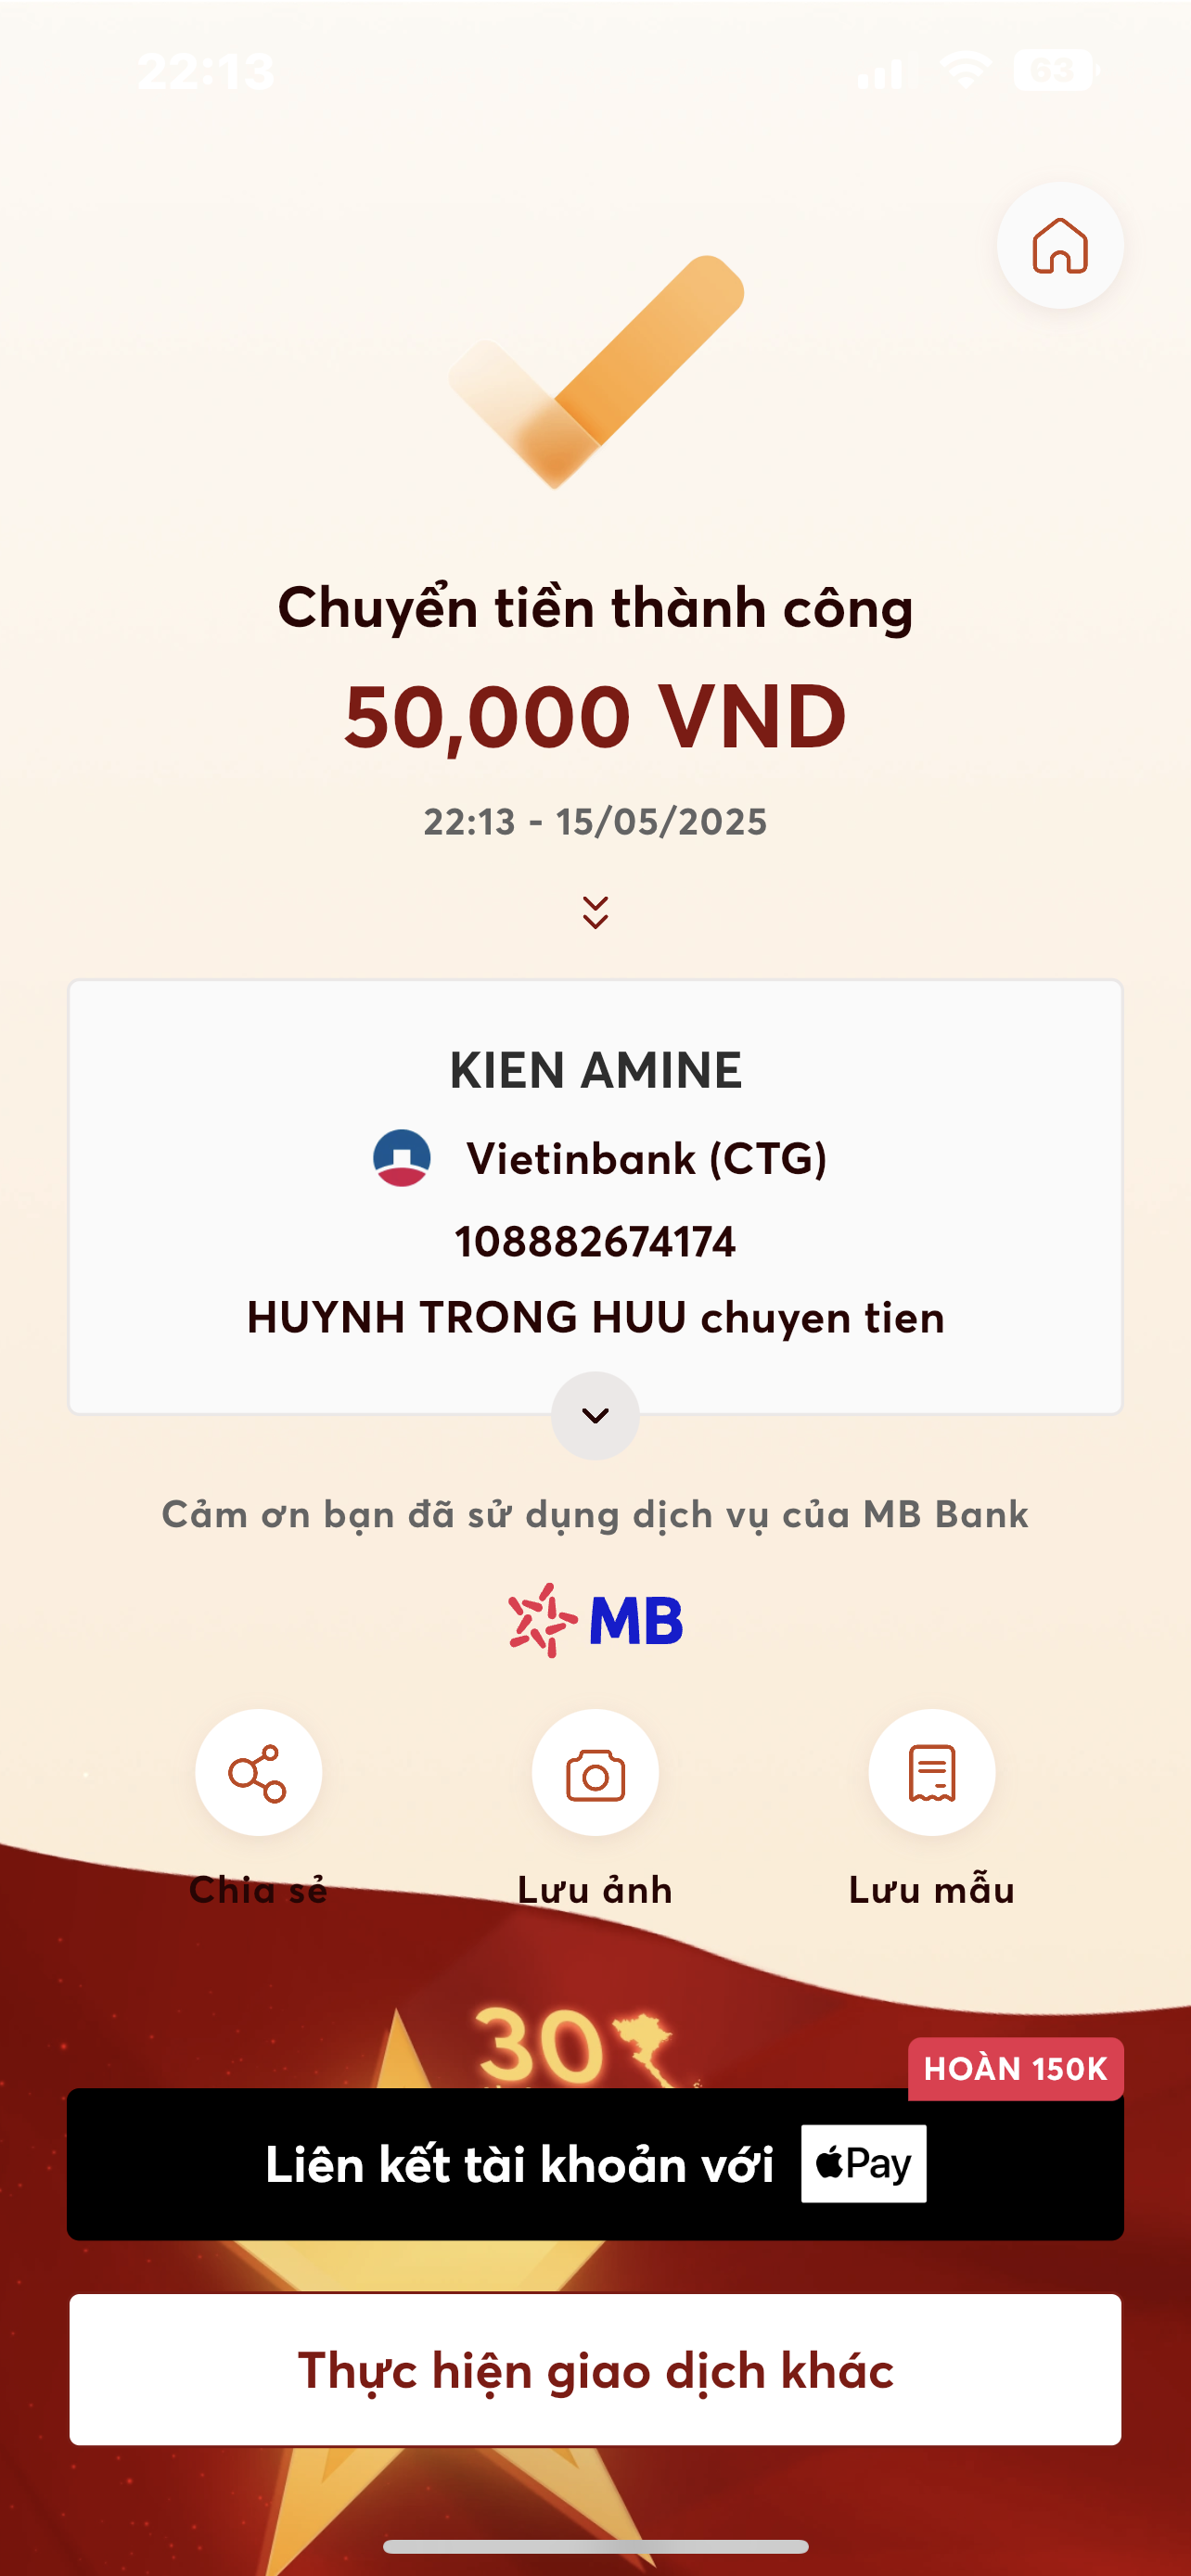 22:13
63
Chuyển tiền thành công
50,000 VND
22:13 - 15/05/2025
KIEN AMINE
Vietinbank (CTG)
108882674174
HUYNH TRONG HUU chuyen tien
Cảm ơn bạn đã sử dụng dịch vụ của MB Bank
MB
Chia sẻ
Lưu ảnh
Lưu mẫu
30
HOÀN 150K
Liên kết tài khoản với Pay
Thực hiện giao dịch khác